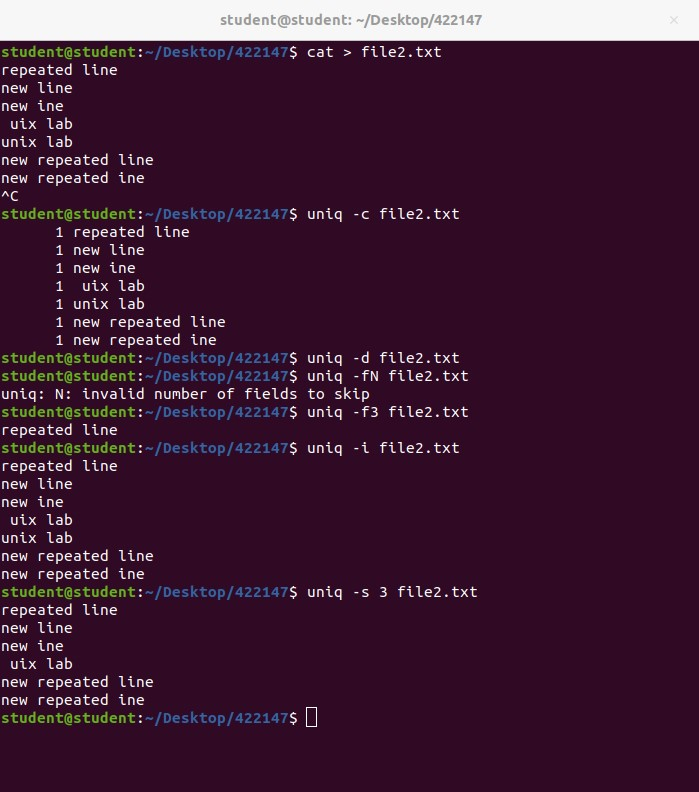 student@student: ~/Desktop/422147
student@student:~/Desktop/422147$ cat > file2.txt
repeated line
new line
new ine
 uix lab
unix lab
new repeated line
new repeated ine
^C
student@student:~/Desktop/422147$ uniq -c file2.txt
      1 repeated line
      1 new line
      1 new ine
      1  uix lab
      1 unix lab
      1 new repeated line
      1 new repeated ine
student@student:~/Desktop/422147$ uniq -d file2.txt
student@student:~/Desktop/422147$ uniq -fN file2.txt
uniq: N: invalid number of fields to skip
student@student:~/Desktop/422147$ uniq -f3 file2.txt
repeated line
student@student:~/Desktop/422147$ uniq -i file2.txt
repeated line
new line
new ine
 uix lab
unix lab
new repeated line
new repeated ine
student@student:~/Desktop/422147$ uniq -s 3 file2.txt
repeated line
new line
new ine
 uix lab
new repeated line
new repeated ine
student@student:~/Desktop/422147$